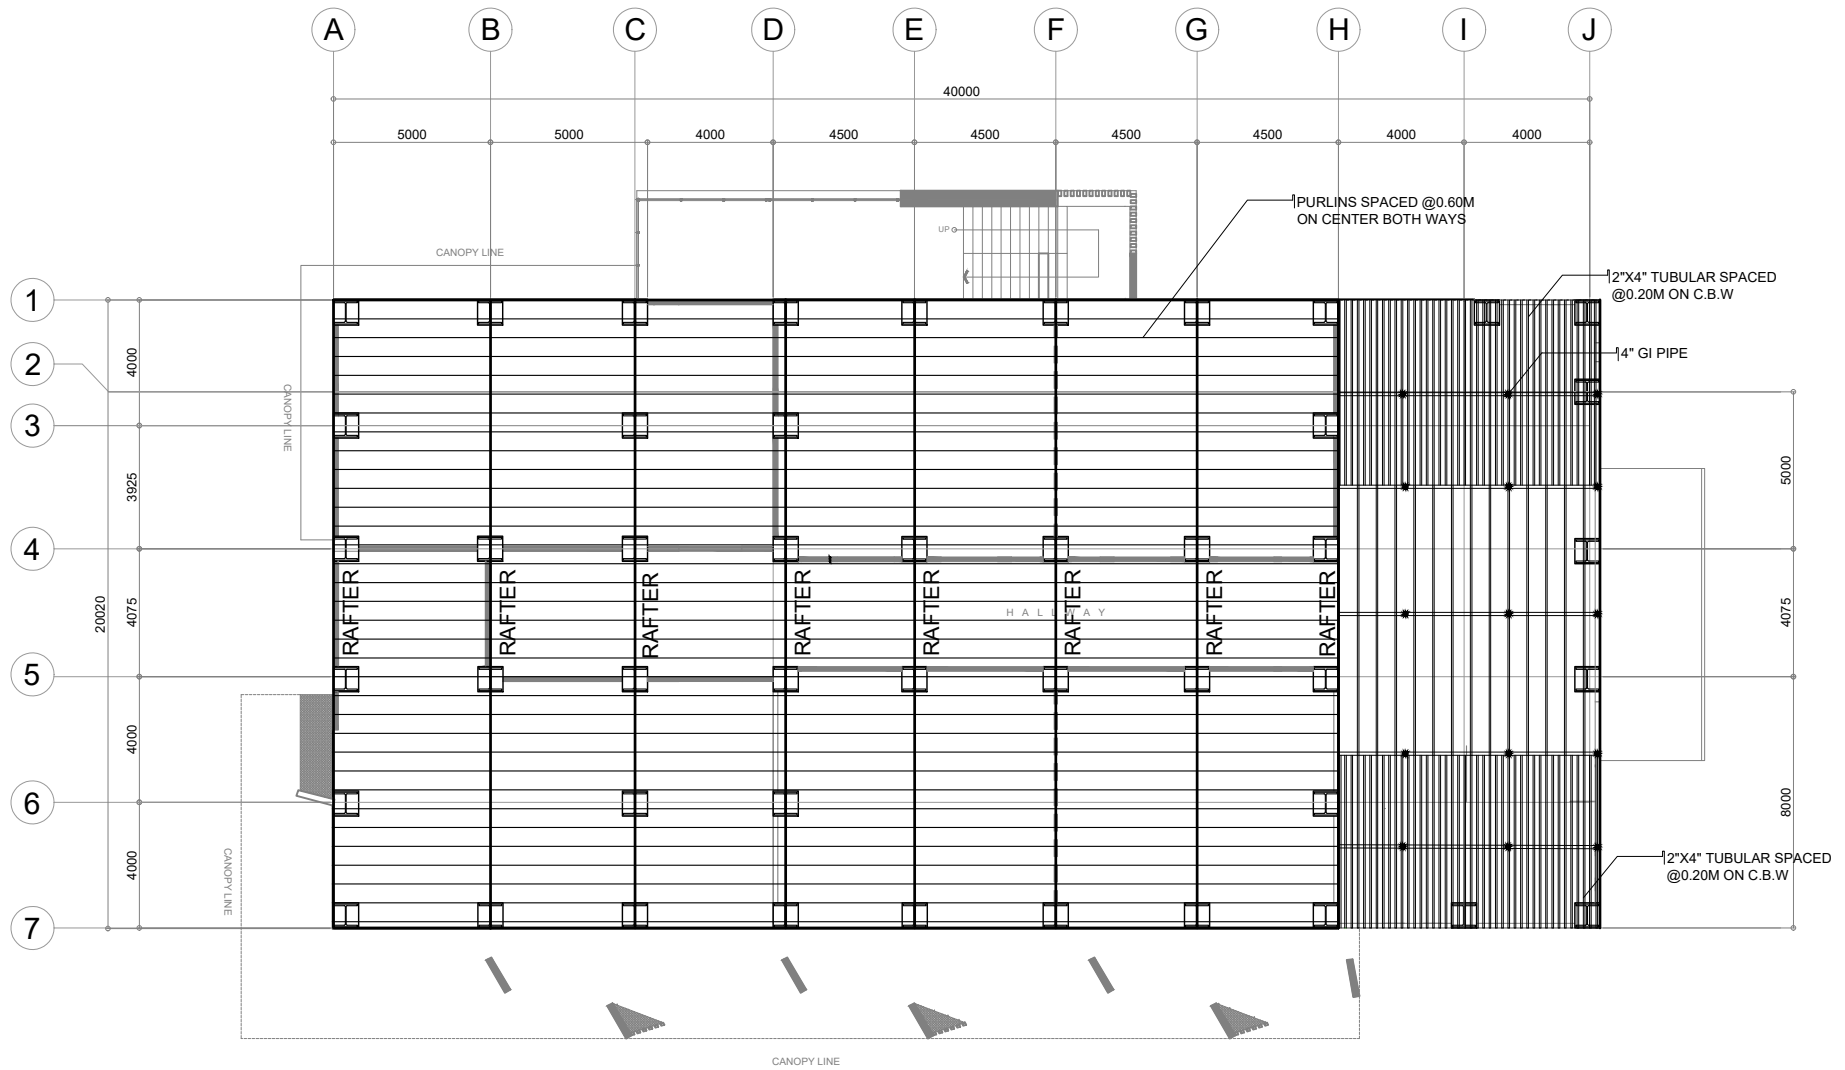 A B C D E F G H I J
40000
5000 5000 4000 4500 4500 4500 4500 4000 4000
PURLINS SPACED @0.60M
ON CENTER BOTH WAYS
UP
CANOPY LINE
2"X4" TUBULAR SPACED
@0.20M ON C.B.W
4" GI PIPE
1
2
3
4
5
6
7
4000
3925
4075
4000
4000
20020
CANOPY LINE
RAFTER RAFTER RAFTER RAFTER RAFTER RAFTER RAFTER RAFTER
HALLWAY
5000
4075
8000
2"X4" TUBULAR SPACED
@0.20M ON C.B.W
CANOPY LINE
CANOPY LINE